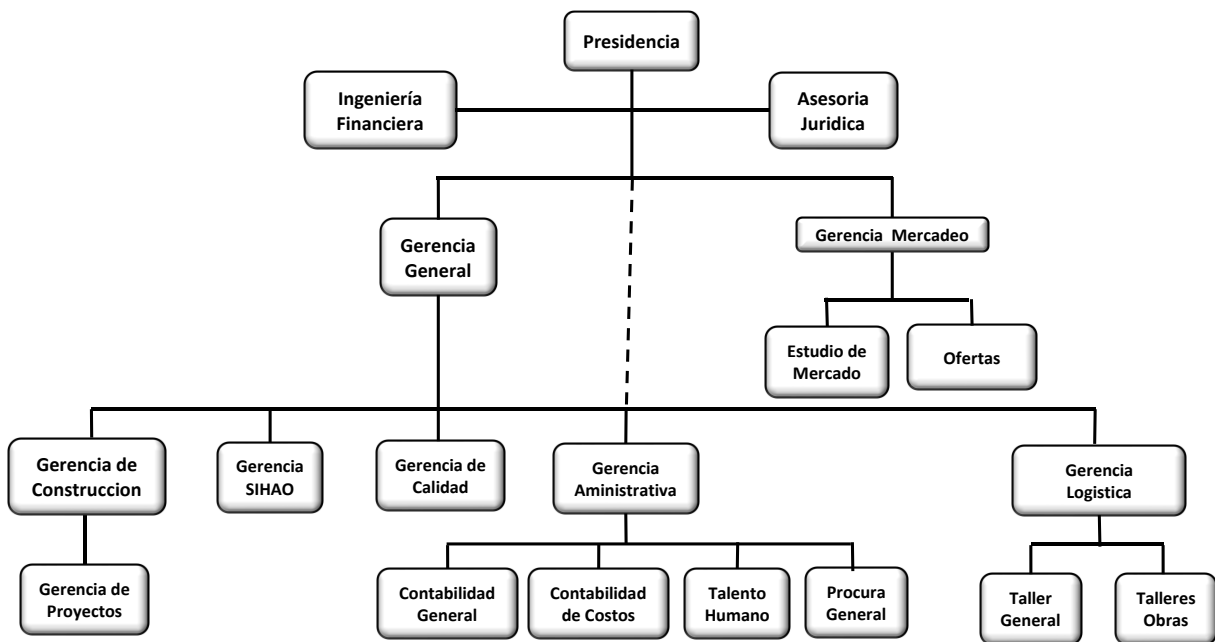 Presidencia
Ingeniería
Financiera
Asesoria
Juridica
Gerencia
General
Gerencia Mercadeo
Estudio de
Mercado
Ofertas
Gerencia de
Construccion
Gerencia
SIHAO
Gerencia de
Calidad
Gerencia
Aministrativa
Gerencia
Logistica
Gerencia de
Proyectos
Contabilidad
General
Contabilidad
de Costos
Talento
Humano
Procura
General
Taller
General
Talleres
Obras